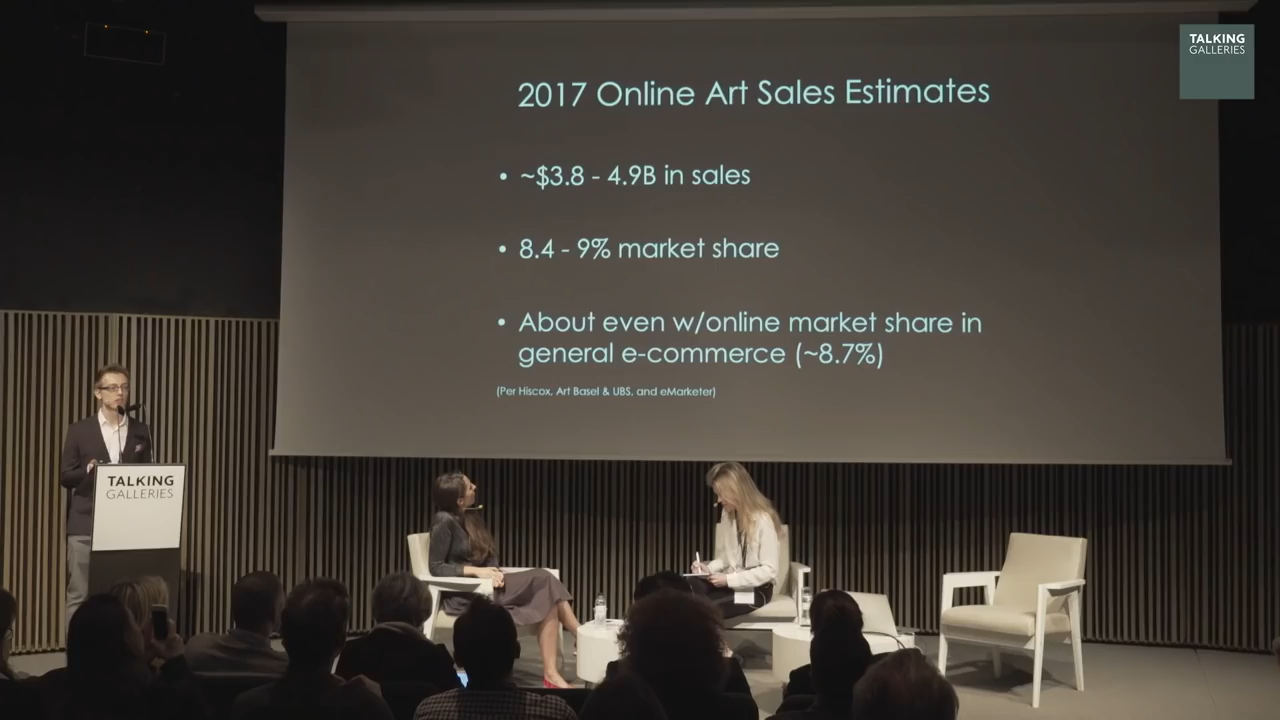 TALKING
GALLERIES
2017 Online Art Sales Estimates
• ~$3.8 - 4.9B in sales
• 8.4 - 9% market share
• About even w/online market share in
general e-commerce (~8.7%)
(Per Hiscox, Art Basel & UBS, and eMarketer)
TALKING
GALLERIES